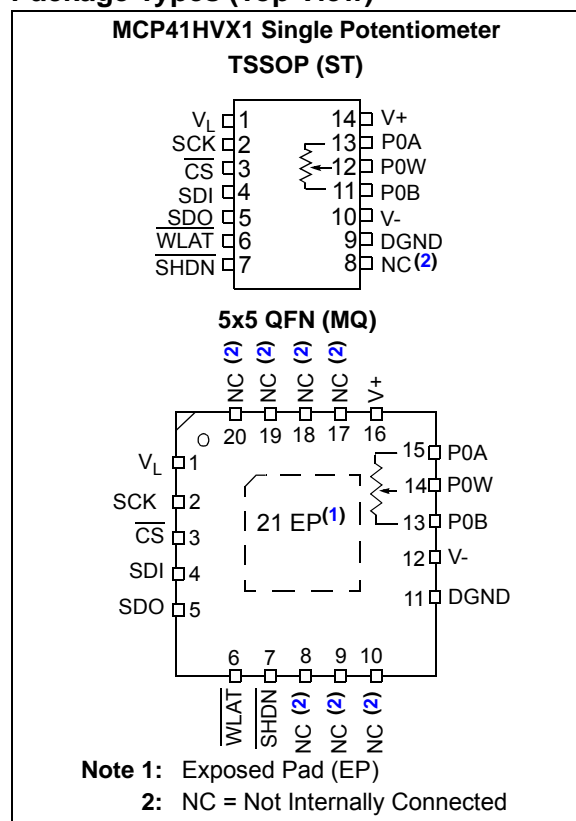 Package Types (Top View)
MCP41HVX1 Single Potentiometer
TSSOP (ST)
VL 1 14 V+
SCK 2 13 P0A
CS 3 12 P0W
SDI 4 11 P0B
SDO 5 10 V-
WLAT 6 9 DGND
SHDN 7 8 NC(2)
5x5 QFN (MQ)
NC (2) NC (2) NC (2) NC (2) V+
20 19 18 17 16
VL 1 15 P0A
SCK 2 14 P0W
CS 3 21 EP(1) 13 P0B
SDI 4 12 V-
SDO 5 11 DGND
6 7 8 9 10
WLAT SHDN NC (2) NC (2) NC (2)
Note 1: Exposed Pad (EP)
2: NC = Not Internally Connected